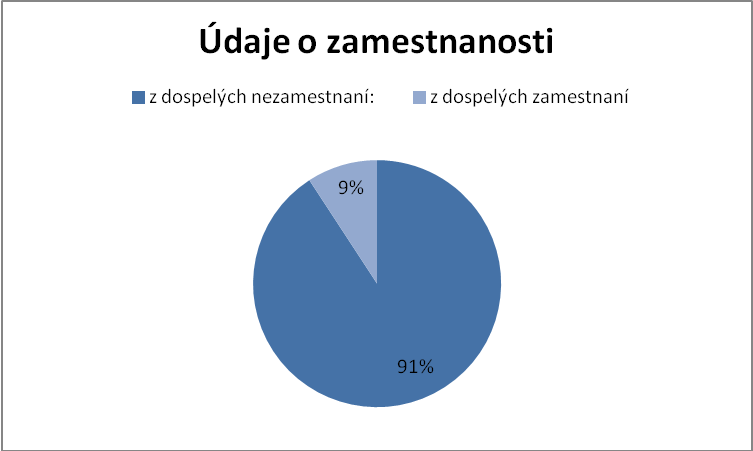 Údaje o zamestnanosti
z dospelých nezamestnaní: z dospelých zamestnaní
9%
91%